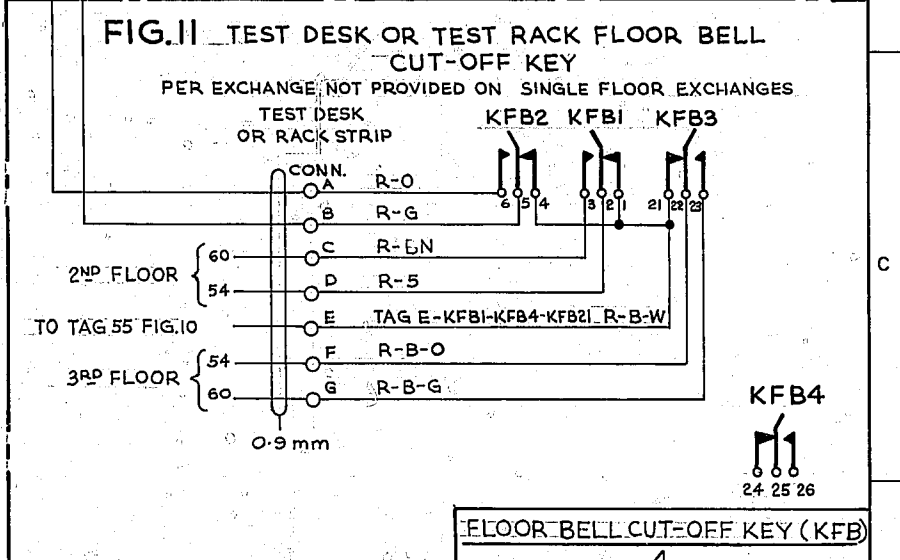 FIG.11 TEST DESK OR TEST RACK FLOOR BELL
CUT-OFF KEY
PER EXCHANGE NOT PROVIDED ON SINGLE FLOOR EXCHANGES
TEST DESK
OR RACK STRIP
KFB2 KFB1 KFB3
CONN.
A R-O
6 5 4 3 2 1 21 22 23
B R-G
60 C R-BN
2ND FLOOR
54 D R-S
TO TAG 55 FIG.10 E TAG E-KFB1-KFB4-KFB21 R-B-W
54 F R-B-O
3RD FLOOR
60 G R-B-G
0.9 mm
KFB4
24 25 26
C
FLOOR BELL CUT-OFF KEY (KFB)